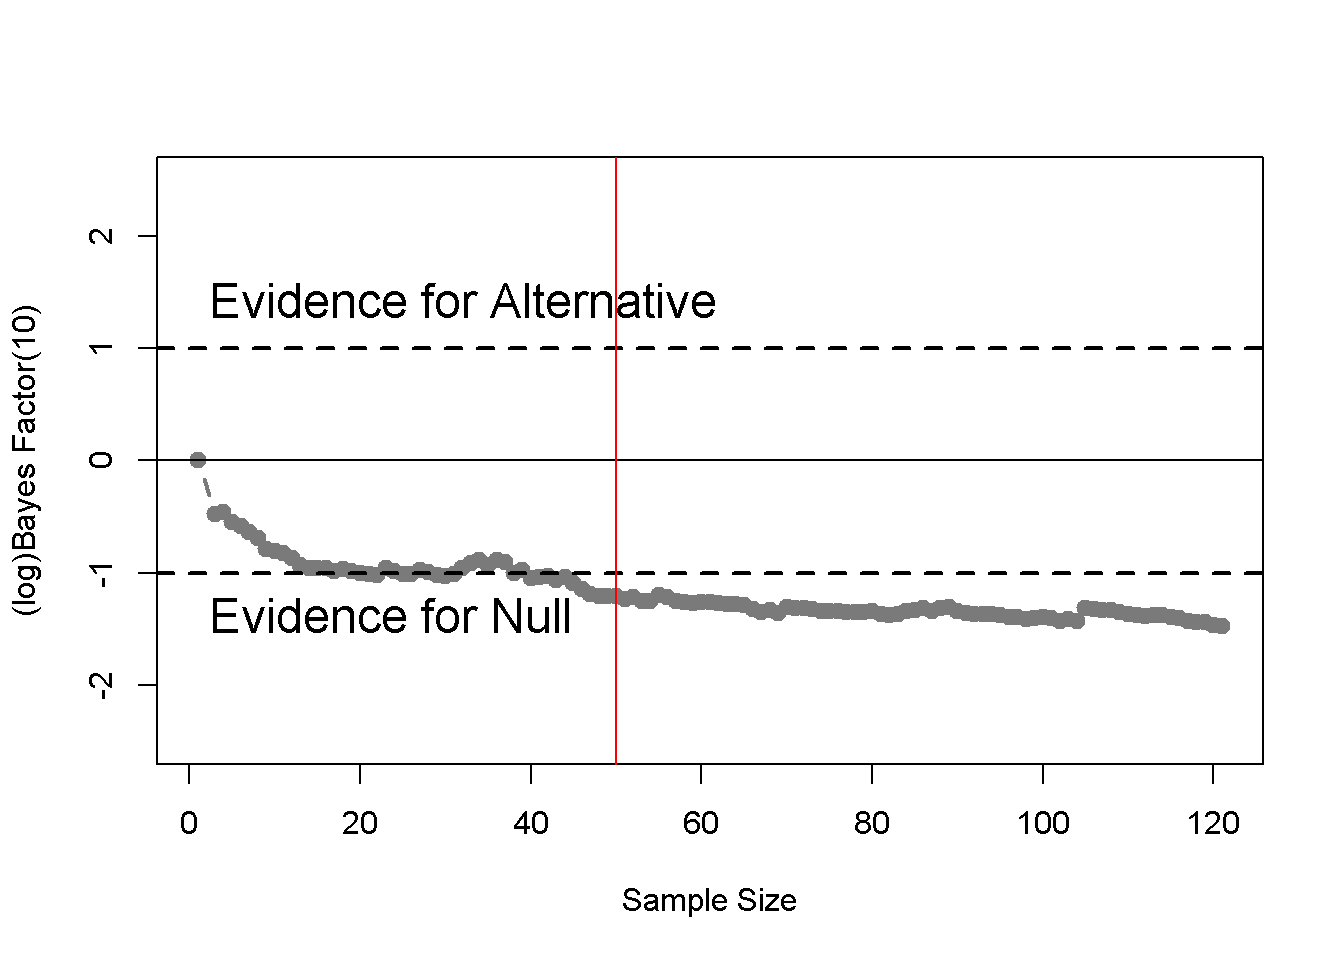 2
Evidence for Alternative
1
(log)Bayes Factor(10)
0
-1
Evidence for Null
-2
0 20 40 60 80 100 120
Sample Size